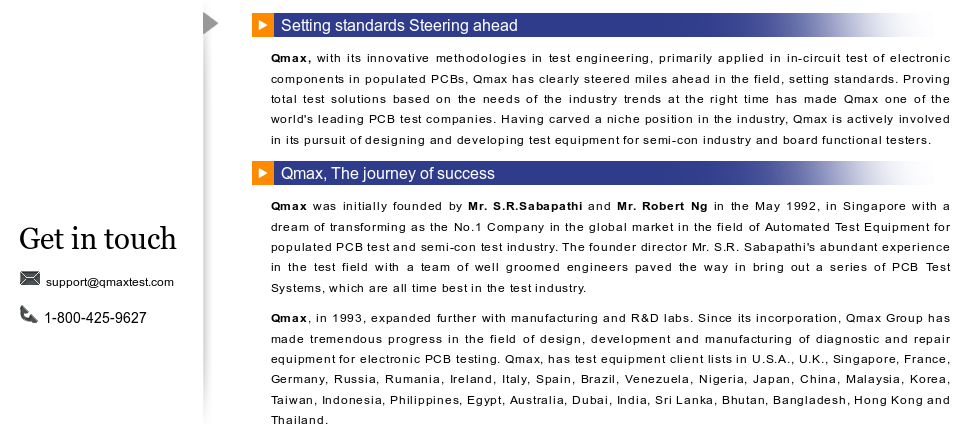 Setting standards Steering ahead
Qmax, with its innovative methodologies in test engineering, primarily applied in in-circuit test of electronic
components in populated PCBs, Qmax has clearly steered miles ahead in the field, setting standards. Proving
total test solutions based on the needs of the industry trends at the right time has made Qmax one of the
world's leading PCB test companies. Having carved a niche position in the industry, Qmax is actively involved
in its pursuit of designing and developing test equipment for semi-con industry and board functional testers.
Qmax, The journey of success
Qmax was initially founded by Mr. S.R.Sabapathi and Mr. Robert Ng in the May 1992, in Singapore with a
dream of transforming as the No.1 Company in the global market in the field of Automated Test Equipment for
populated PCB test and semi-con test industry. The founder director Mr. S.R. Sabapathi's abundant experience
in the test field with a team of well groomed engineers paved the way in bring out a series of PCB Test
Systems, which are all time best in the test industry.
Qmax, in 1993, expanded further with manufacturing and R&D labs. Since its incorporation, Qmax Group has
made tremendous progress in the field of design, development and manufacturing of diagnostic and repair
equipment for electronic PCB testing. Qmax, has test equipment client lists in U.S.A., U.K., Singapore, France,
Germany, Russia, Rumania, Ireland, Italy, Spain, Brazil, Venezuela, Nigeria, Japan, China, Malaysia, Korea,
Taiwan, Indonesia, Philippines, Egypt, Australia, Dubai, India, Sri Lanka, Bhutan, Bangladesh, Hong Kong and
Thailand.
Get in touch
support@qmaxtest.com
1-800-425-9627